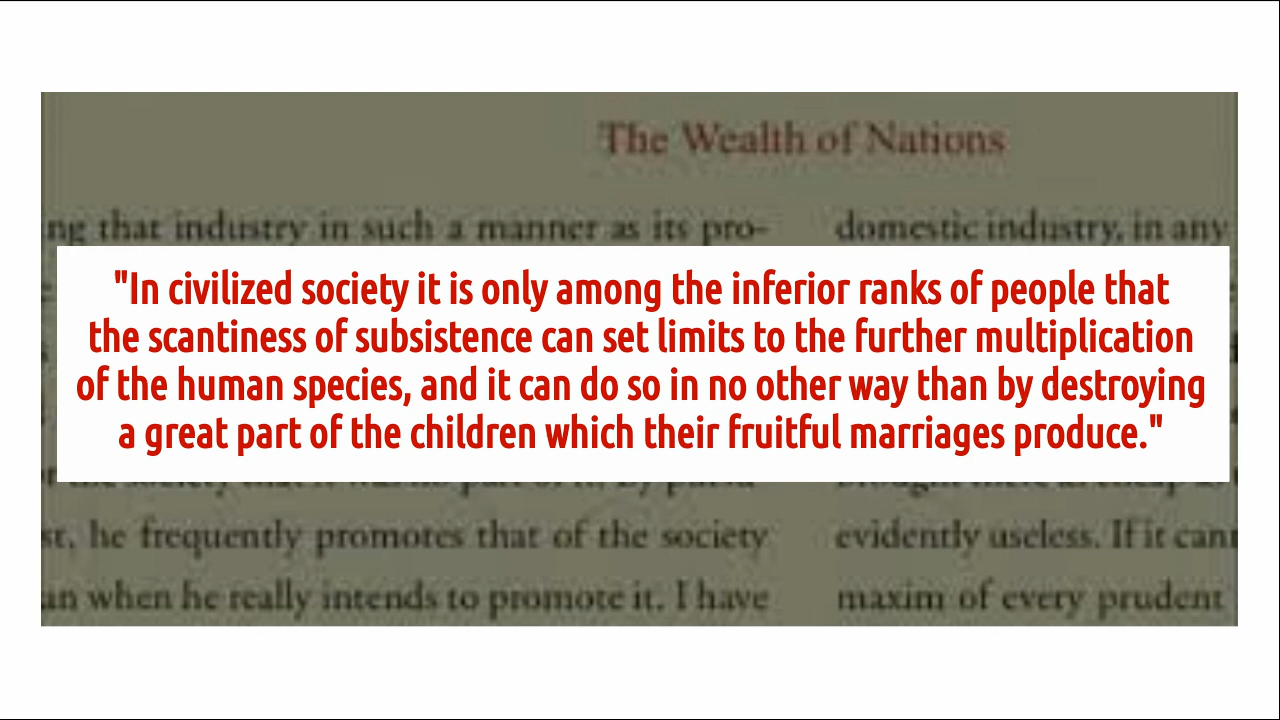 The Wealth of Nations
ng that industry in such a manner as its pro-
domestic industry, in any
"In civilized society it is only among the inferior ranks of people that
the scantiness of subsistence can set limits to the further multiplication
of the human species, and it can do so in no other way than by destroying
a great part of the children which their fruitful marriages produce."
st, he frequently promotes that of the society
evidently useless. If it can
an when he really intends to promote it. I have
maxim of every prudent